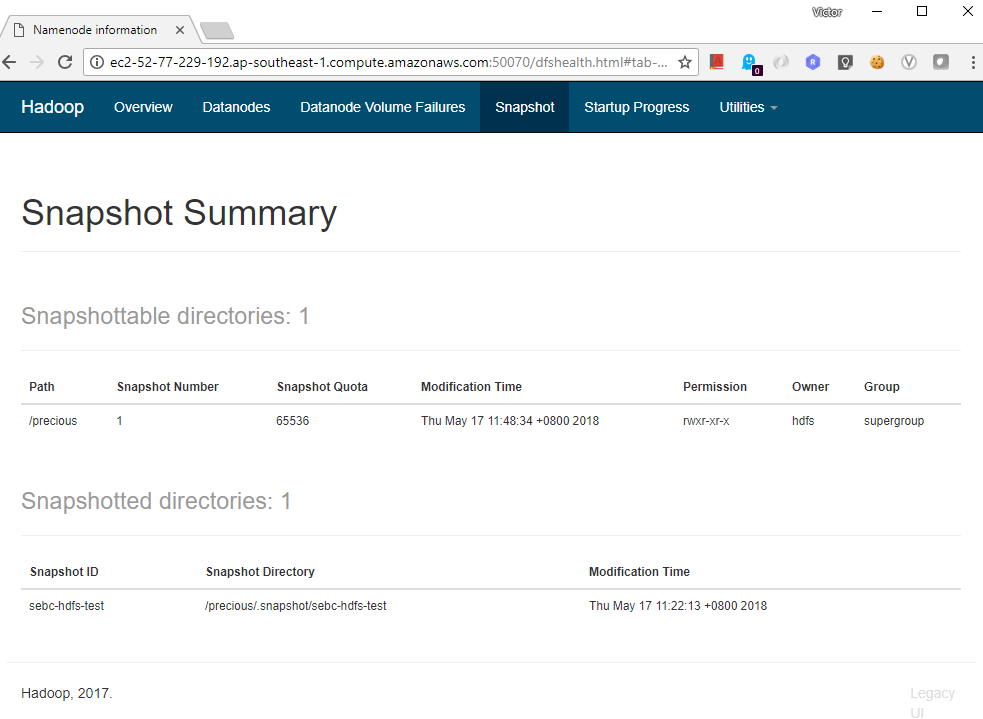 Victor
Namenode information
ec2-52-77-229-192.ap-southeast-1.compute.amazonaws.com:50070/dfshealth.html#tab-...
0
Hadoop Overview Datanodes Datanode Volume Failures Snapshot Startup Progress Utilities
Snapshot Summary
Snapshottable directories: 1
Path Snapshot Number Snapshot Quota Modification Time Permission Owner Group
/precious 1 65536 Thu May 17 11:48:34 +0800 2018 rwxr-xr-x hdfs supergroup
Snapshotted directories: 1
Snapshot ID Snapshot Directory Modification Time
sebc-hdfs-test /precious/.snapshot/sebc-hdfs-test Thu May 17 11:22:13 +0800 2018
Hadoop, 2017. Legacy
UI